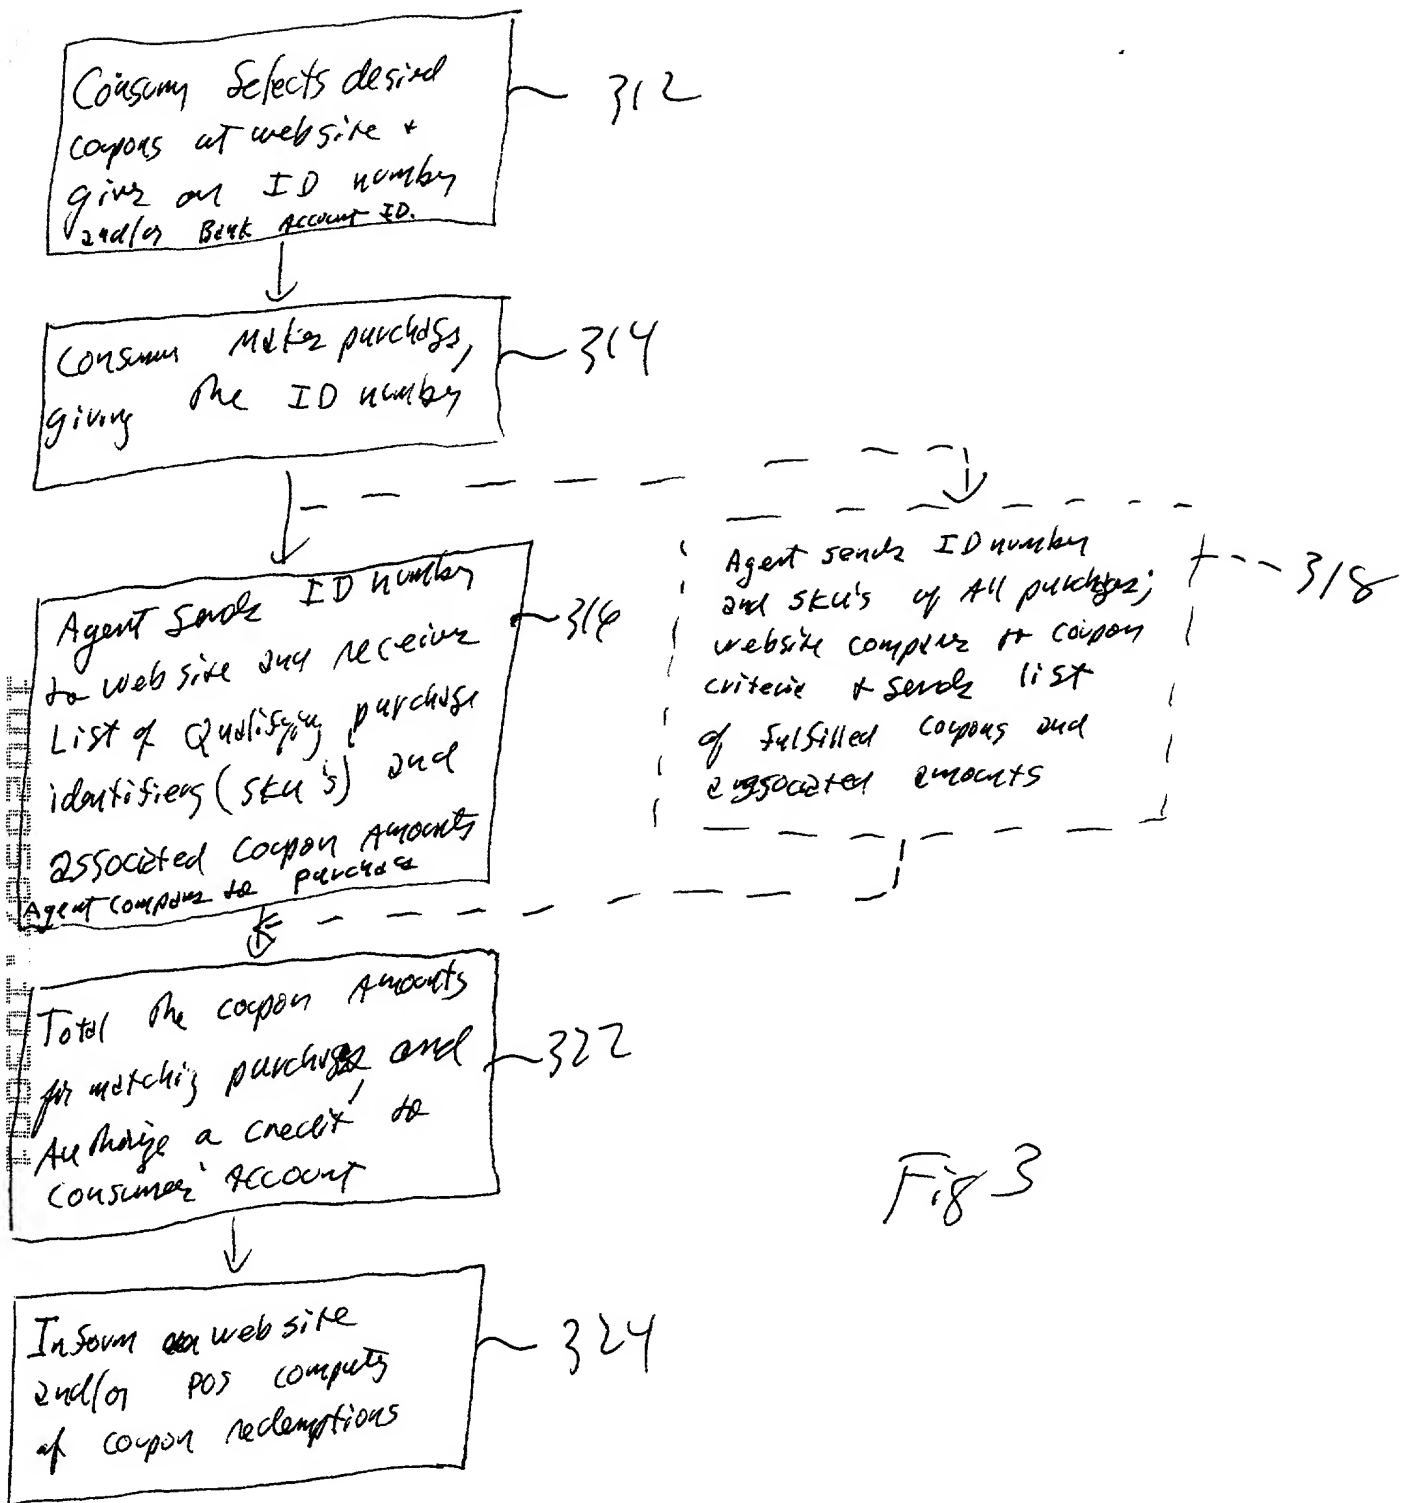 Consumer Selects desired
coupons at website +
gives an ID number
and/or Bank Account ID.
312
Consumer Makes purchases,
giving the ID number
314
Agent Sends ID number
to web site and receives
List of Qualifying purchase
identifiers (SKU's) and
associated Coupon Amounts
Agent Compares to purchases
316
Agent sends ID number
and SKU's of All purchases;
website compares to coupon
criteria + sends list
of fulfilled coupons and
associated amounts
318
Total the coupon Amounts
for matching purchases, and
Authorize a credit to
Consumers' Account
322
Inform web site
and/or POS computer
of coupon redemptions
324
Fig 3